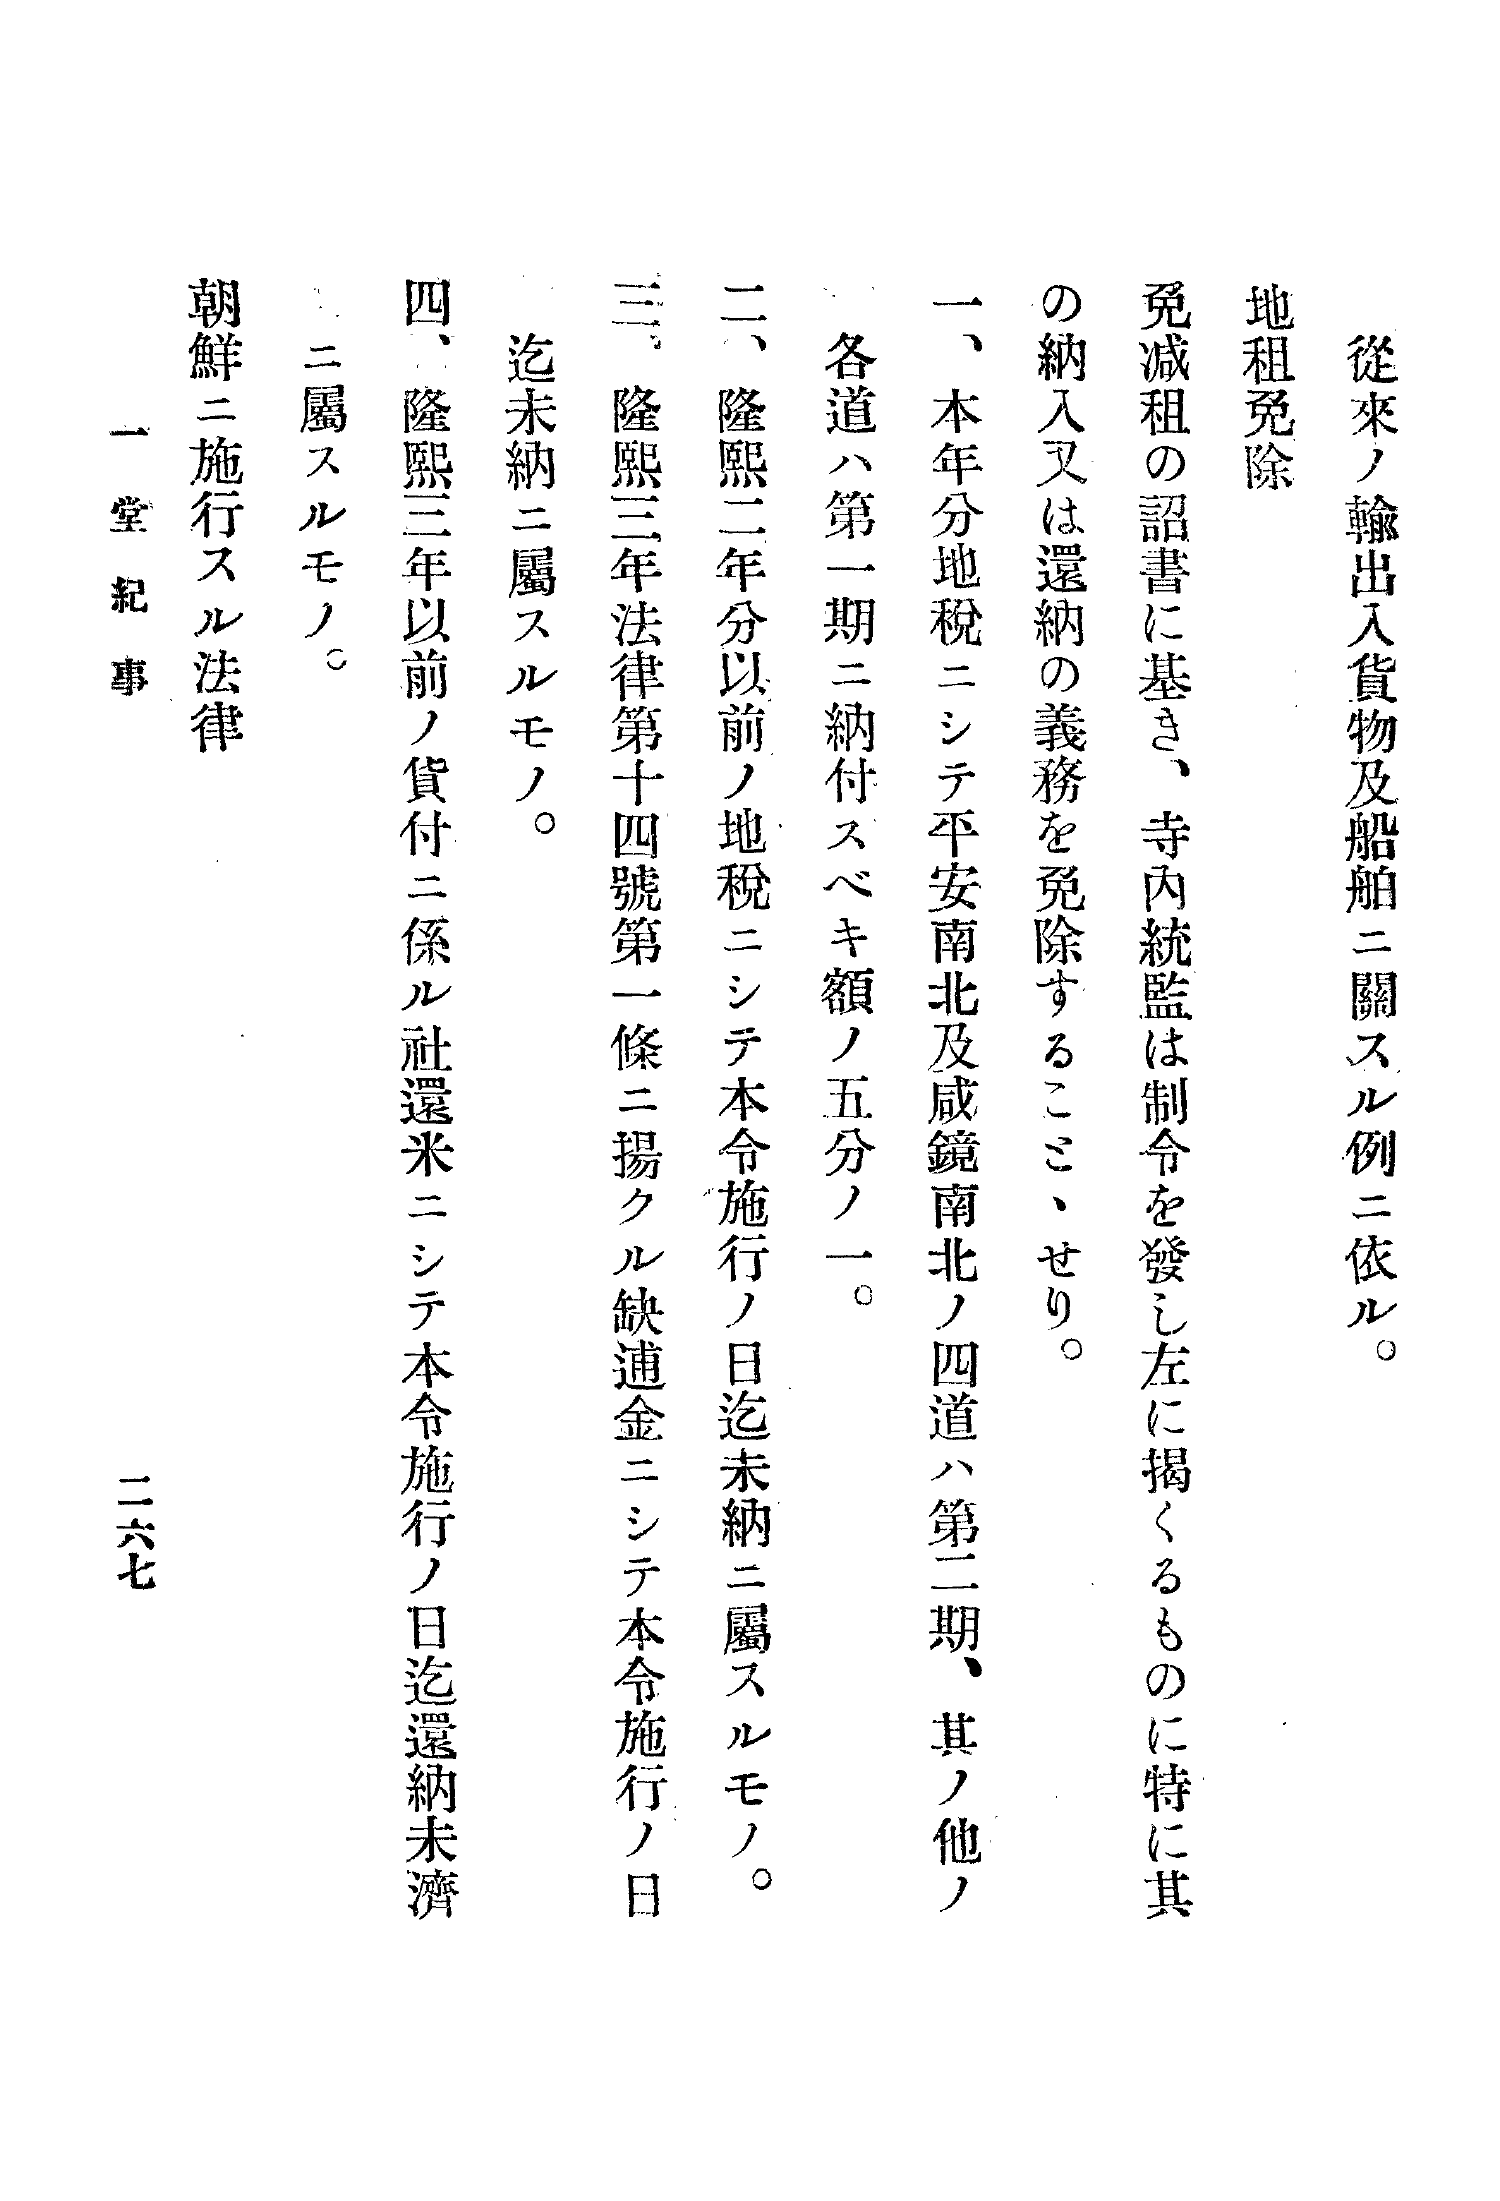 從來ノ輸出入貨物及船舶ニ關スル例ニ依ル。
地租免除
免減租の詔書に基き、寺內統監は制令を發し左に揭くるものに特に其
の納入又は還納の義務を免除することヽせり。
一、本年分地稅ニシテ平安南北及咸鏡南北ノ四道ハ第二期、其ノ他ノ
各道ハ第一期ニ納付スベキ額ノ五分ノ一。
二、隆熙二年分以前ノ地稅ニシテ本令施行ノ日迄未納ニ屬スルモノ。
三、隆熙三年法律第十四號第一條ニ揚クル缺逋金ニシテ本令施行ノ日
迄未納ニ屬スルモノ。
四、隆熙三年以前ノ貨付ニ係ル社還米ニシテ本令施行ノ日迄還納未濟
ニ屬スルモノ。
朝鮮ニ施行スル法律
一堂紀事
二六七